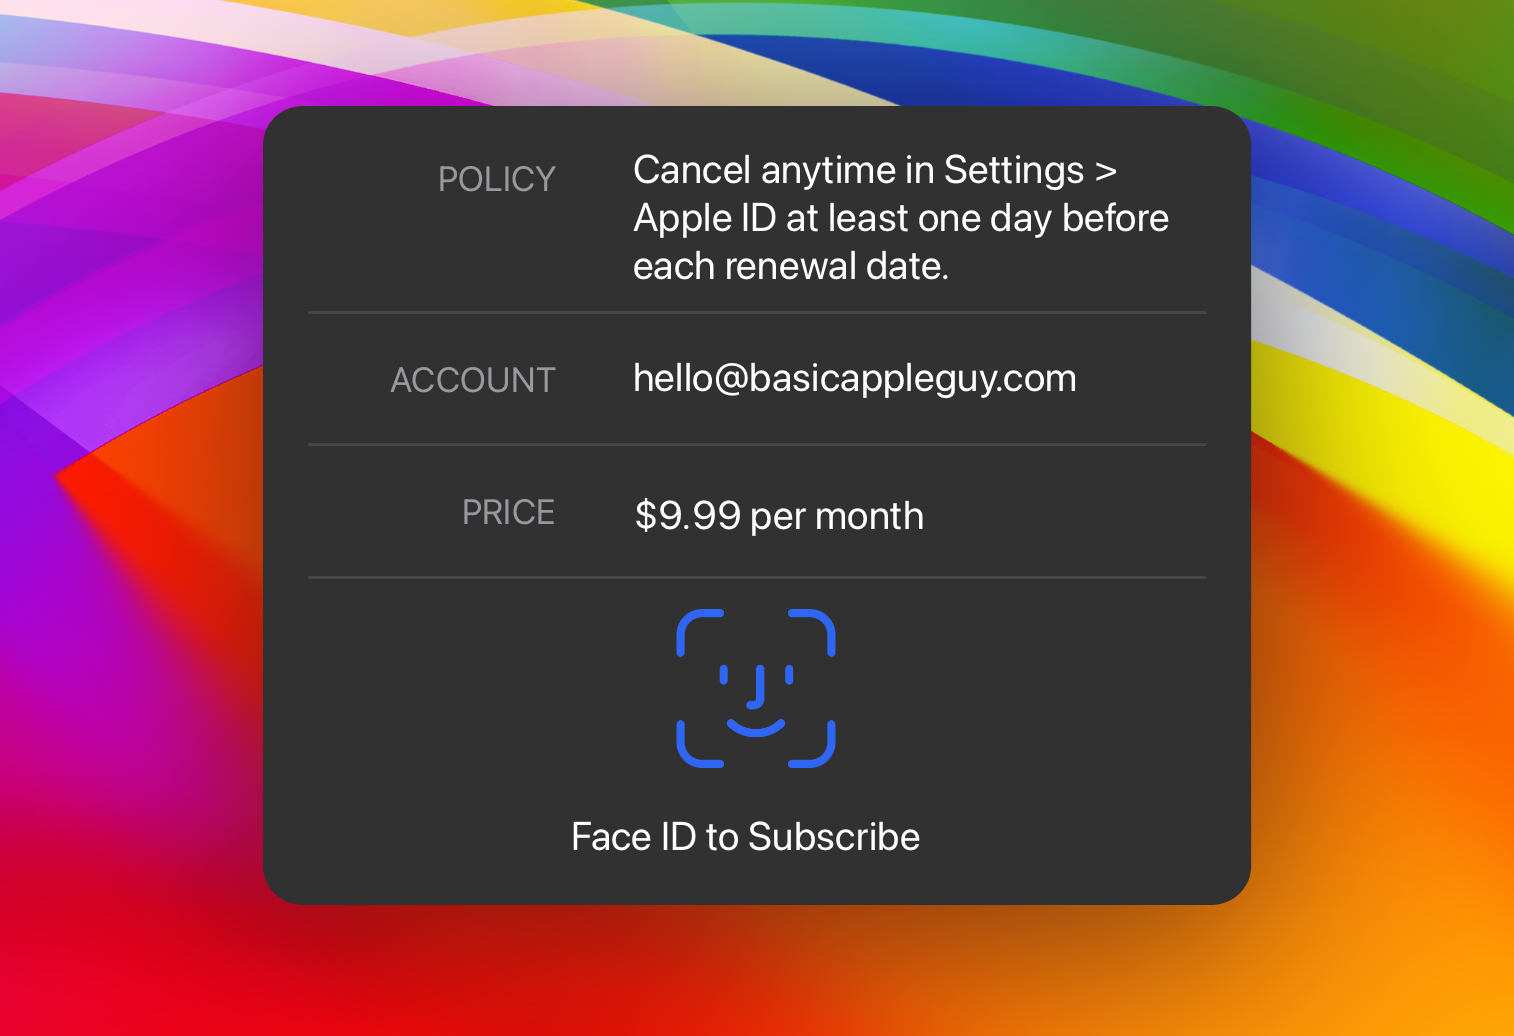 POLICY
Cancel anytime in Settings >
Apple ID at least one day before
each renewal date.
ACCOUNT
hello@basicappleguy.com
PRICE
$9.99 per month
Face ID to Subscribe